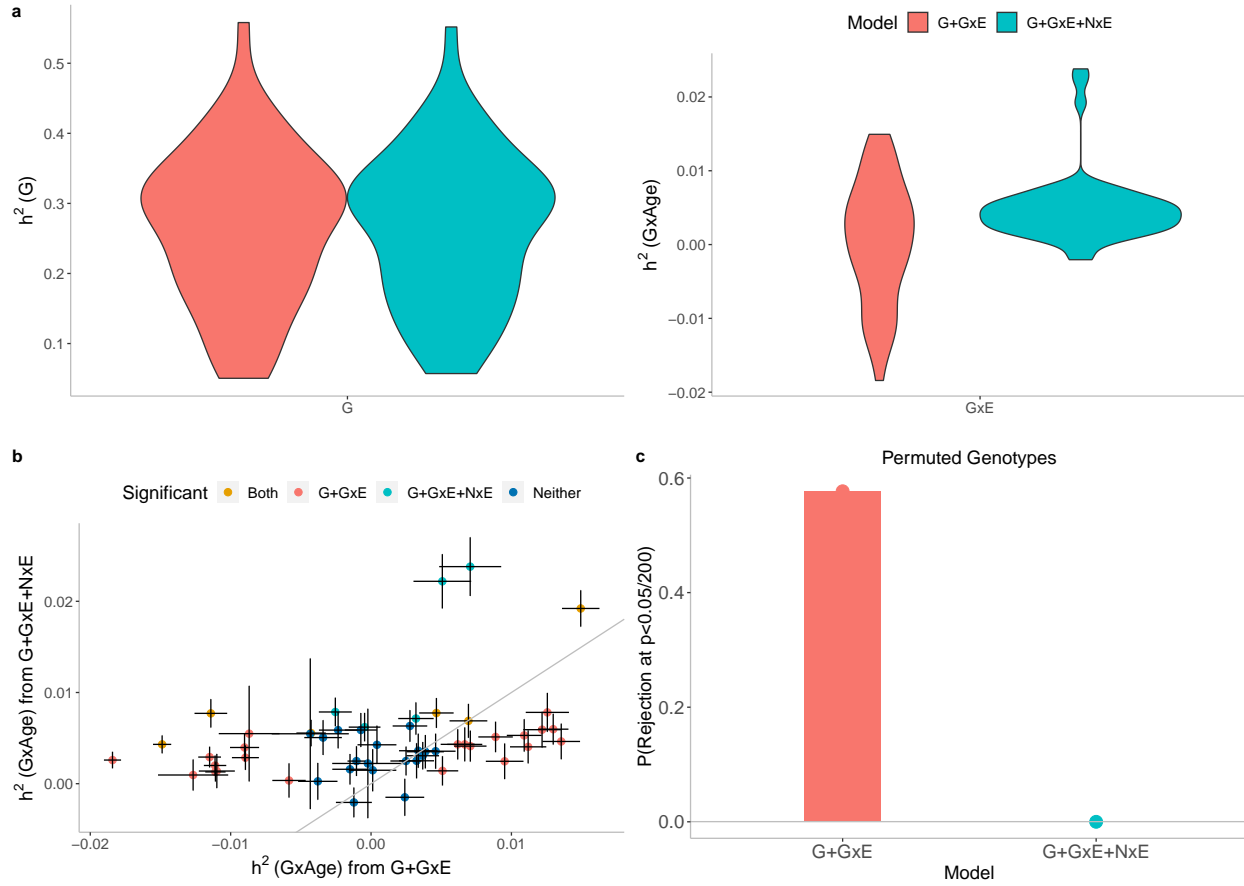 a
h² (G)
0.5
0.4
0.3
0.2
0.1
G
Model G+GxE G+GxE+NxE
h² (GxAge)
0.02
0.01
0.00
−0.01
−0.02
GxE
b
Significant Both G+GxE G+GxE+NxE Neither
h² (GxAge) from G+GxE+NxE
0.02
0.01
0.00
−0.02 −0.01 0.00 0.01
h² (GxAge) from G+GxE
c
Permuted Genotypes
P(Rejection at p<0.05/200)
0.6
0.4
0.2
0.0
G+GxE G+GxE+NxE
Model